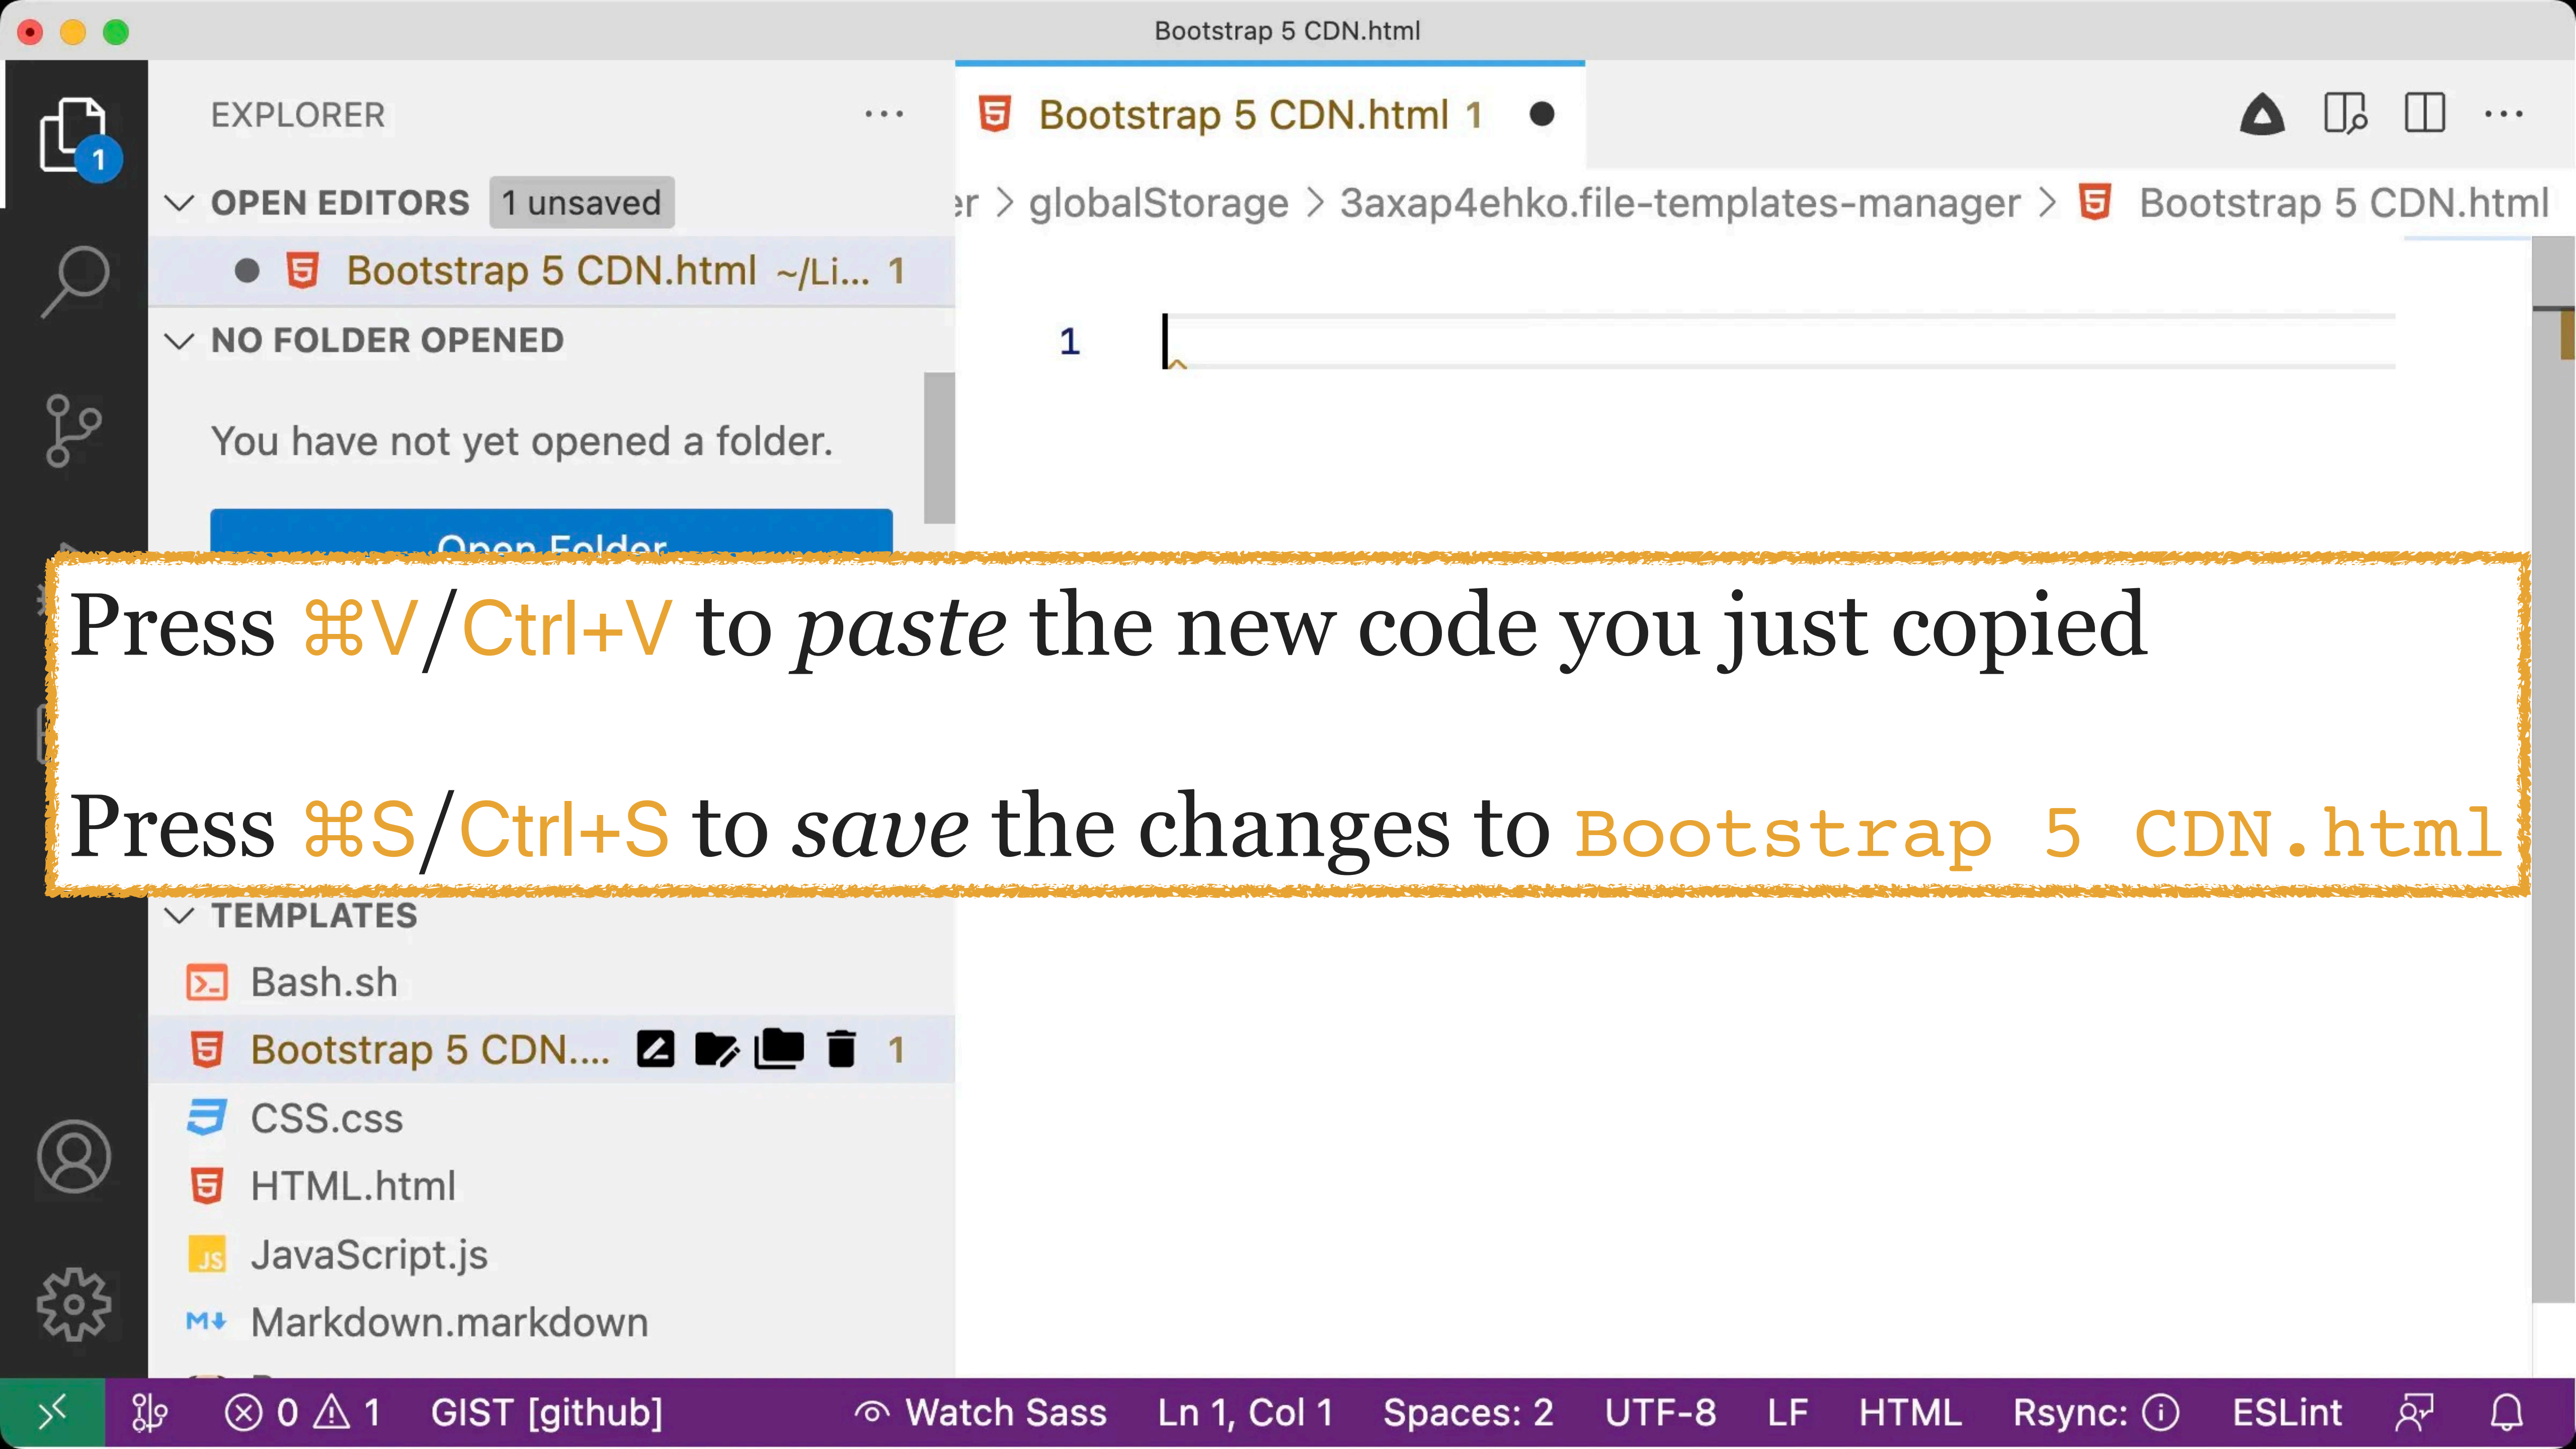 Bootstrap 5 CDN.html
EXPLORER
Bootstrap 5 CDN.html 1
OPEN EDITORS 1 unsaved
er > globalStorage > 3axap4ehko.file-templates-manager > Bootstrap 5 CDN.html
Bootstrap 5 CDN.html ~/Li... 1
1
NO FOLDER OPENED
1
You have not yet opened a folder.
Open Folder
Press ⌘V/Ctrl+V to paste the new code you just copied
Press ⌘S/Ctrl+S to save the changes to Bootstrap 5 CDN.html
TEMPLATES
Bash.sh
Bootstrap 5 CDN.... 1
CSS.css
HTML.html
JS JavaScript.js
M Markdown.markdown
0 1 GIST [github] Watch Sass Ln 1, Col 1 Spaces: 2 UTF-8 LF HTML Rsync: ESLint